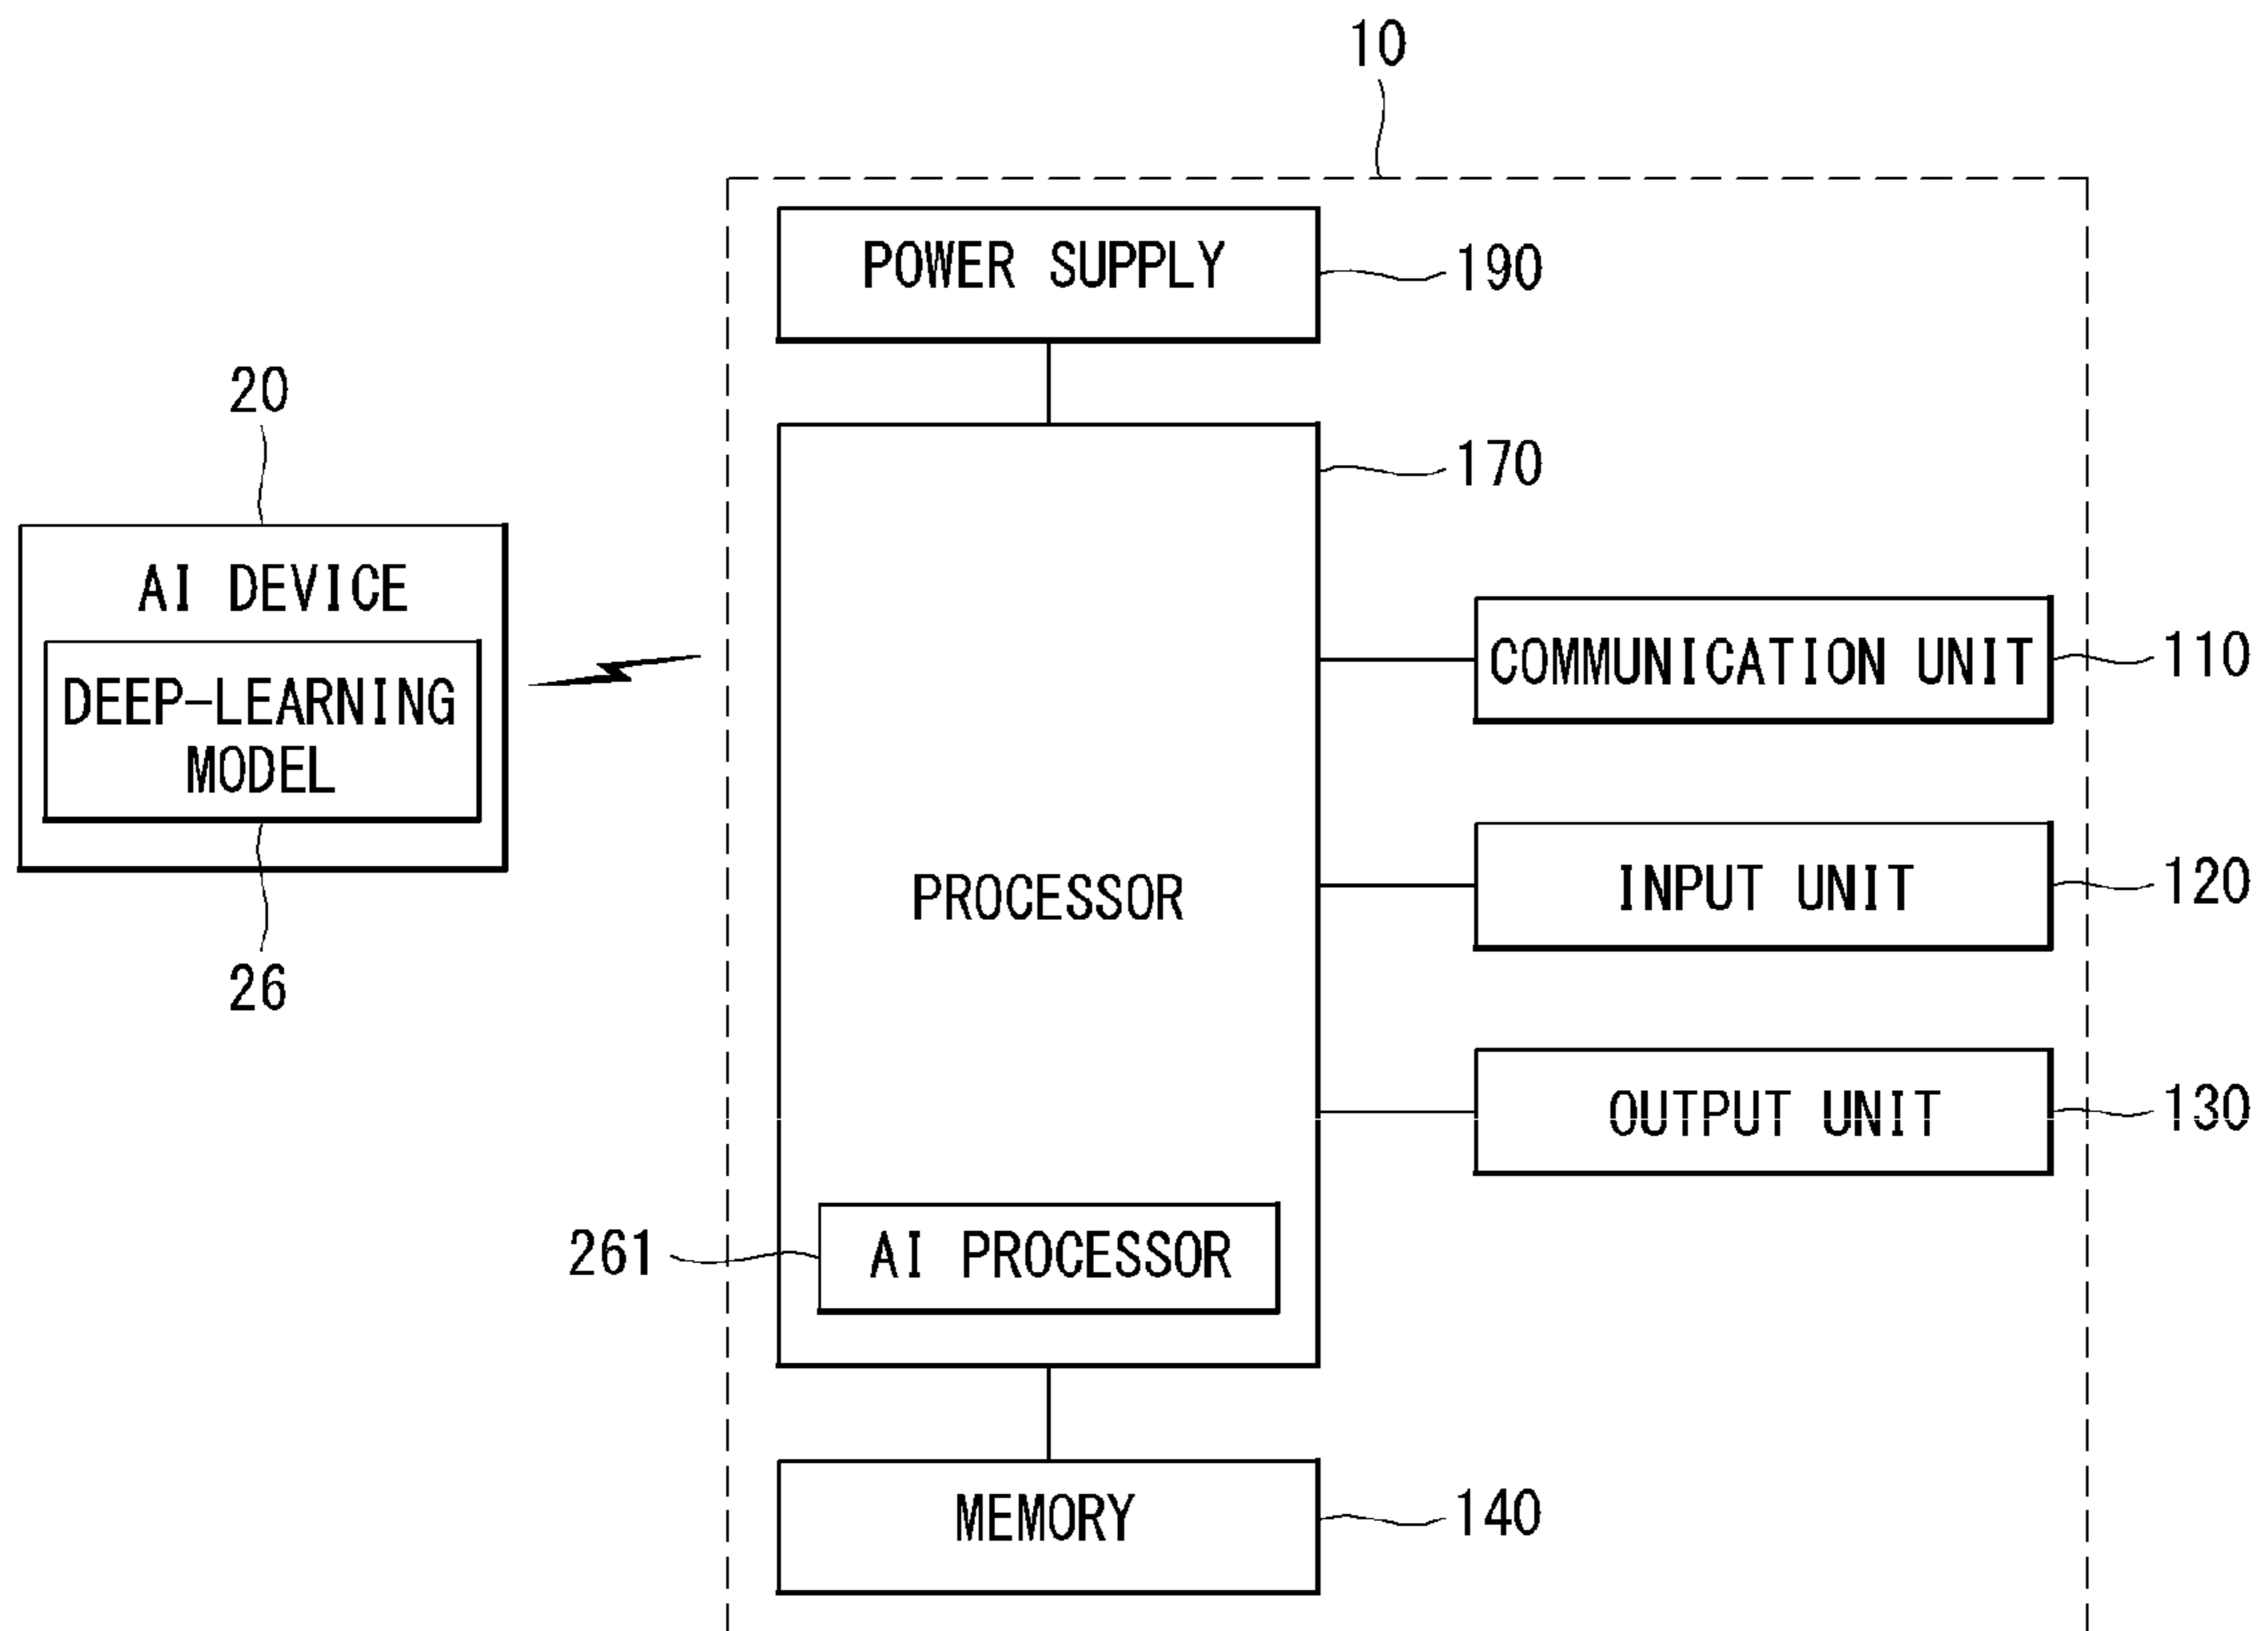 10
POWER SUPPLY
190
20
170
AI DEVICE
COMMUNICATION UNIT
110
DEEP-LEARNING
MODEL
PROCESSOR
INPUT UNIT
120
26
OUTPUT UNIT
130
261
AI PROCESSOR
MEMORY
140